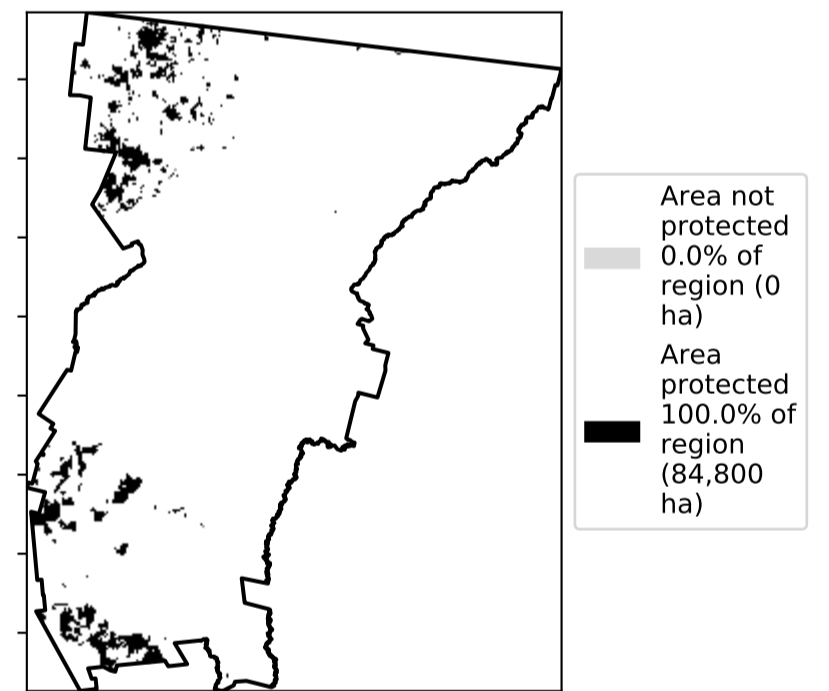 Area not
protected
0.0% of
region (0
ha)
Area
protected
100.0% of
region
(84,800
ha)